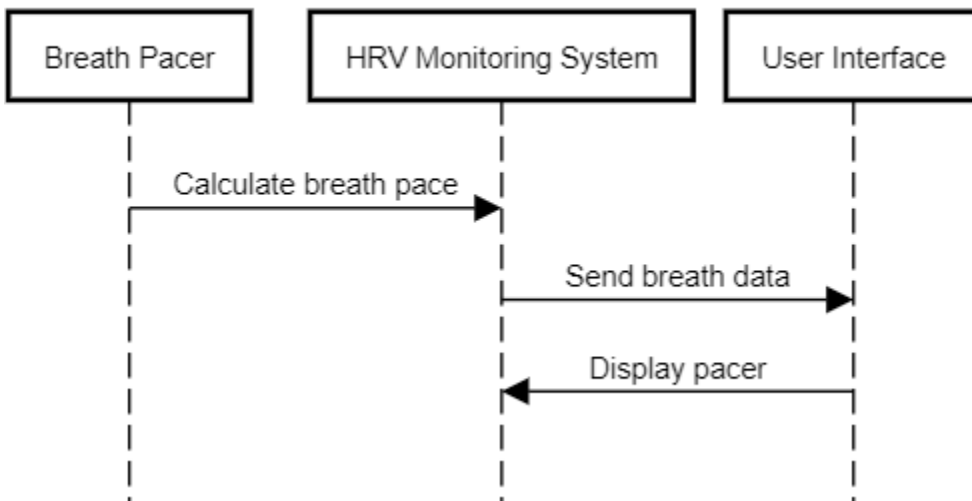 Breath Pacer
HRV Monitoring System
User Interface
Calculate breath pace
Send breath data
Display pacer